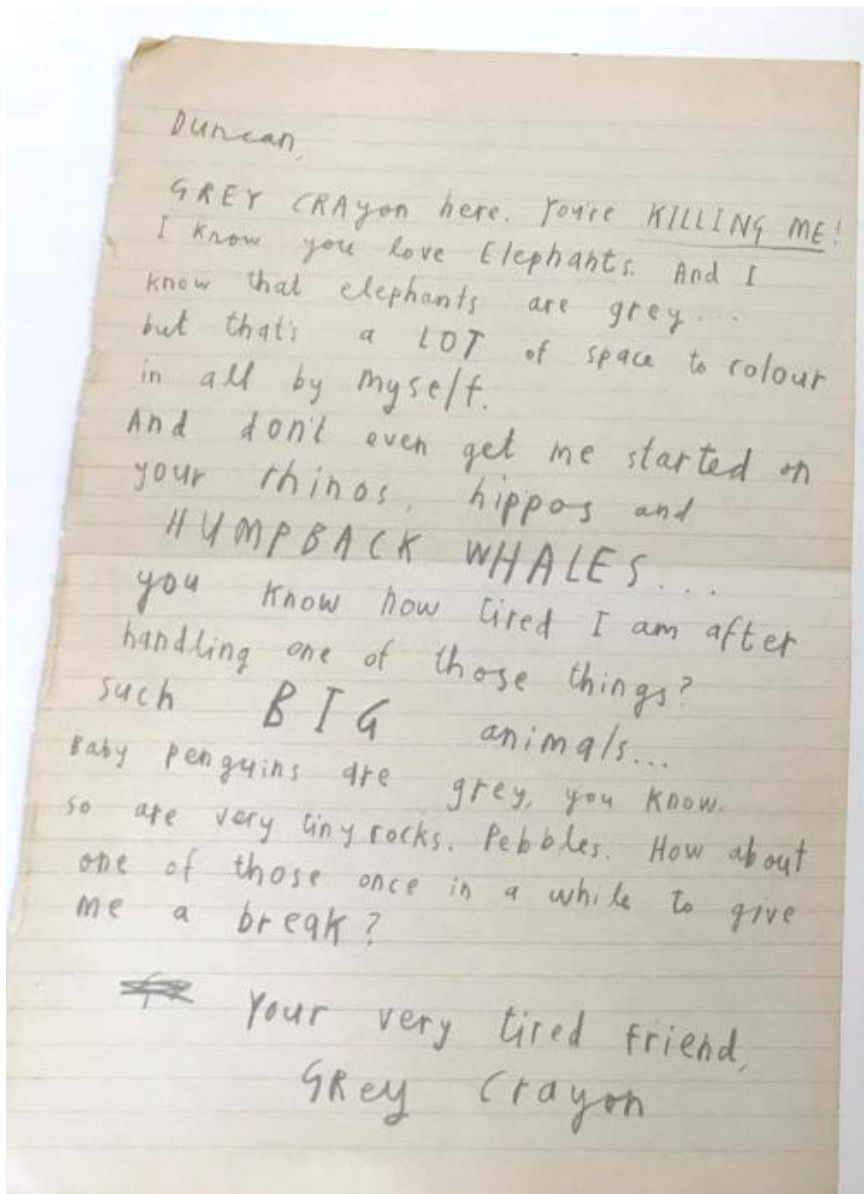 Duncan,
GREY CRAyon here. You're KILLING ME!
I know you love Elephants. And I
know that elephants are grey...
but that's a LOT of space to colour
in all by myself.
And don't even get me started on
your rhinos, hippos and
HUMPBACK WHALES...
you know how tired I am after
handling one of those things?
such BIG animals...
Baby penguins are grey, you know.
so are very tiny rocks. Pebbles. How about
one of those once in a while to give
me a break?
Your very tired friend,
GRey Crayon